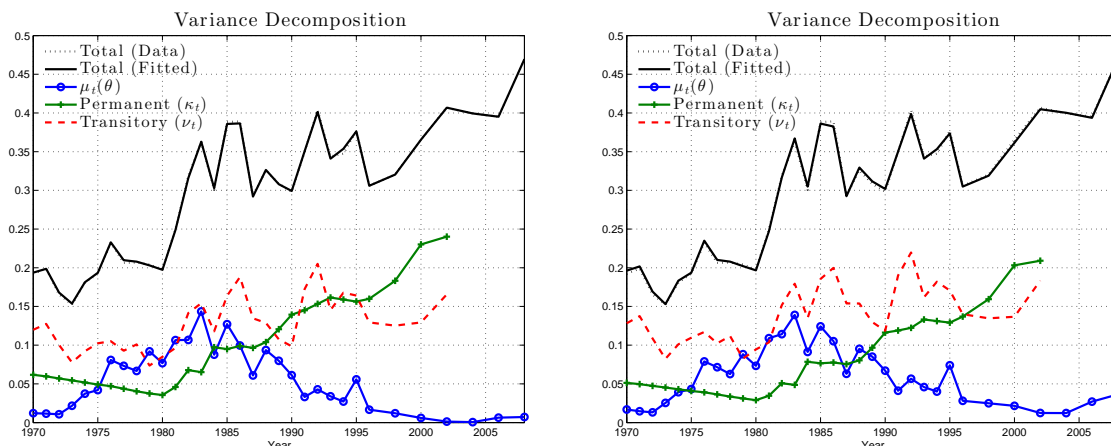 Variance Decomposition
0.5
0.45
0.4
0.35
0.3
0.25
0.2
0.15
0.1
0.05
0
Total (Data)
Total (Fitted)
μt(θ)
Permanent (κt)
Transitory (νt)
1970 1975 1980 1985 1990 1995 2000 2005
Year
Variance Decomposition
0.5
0.45
0.4
0.35
0.3
0.25
0.2
0.15
0.1
0.05
0
Total (Data)
Total (Fitted)
μt(θ)
Permanent (κt)
Transitory (νt)
1970 1975 1980 1985 1990 1995 2000 2005
Year